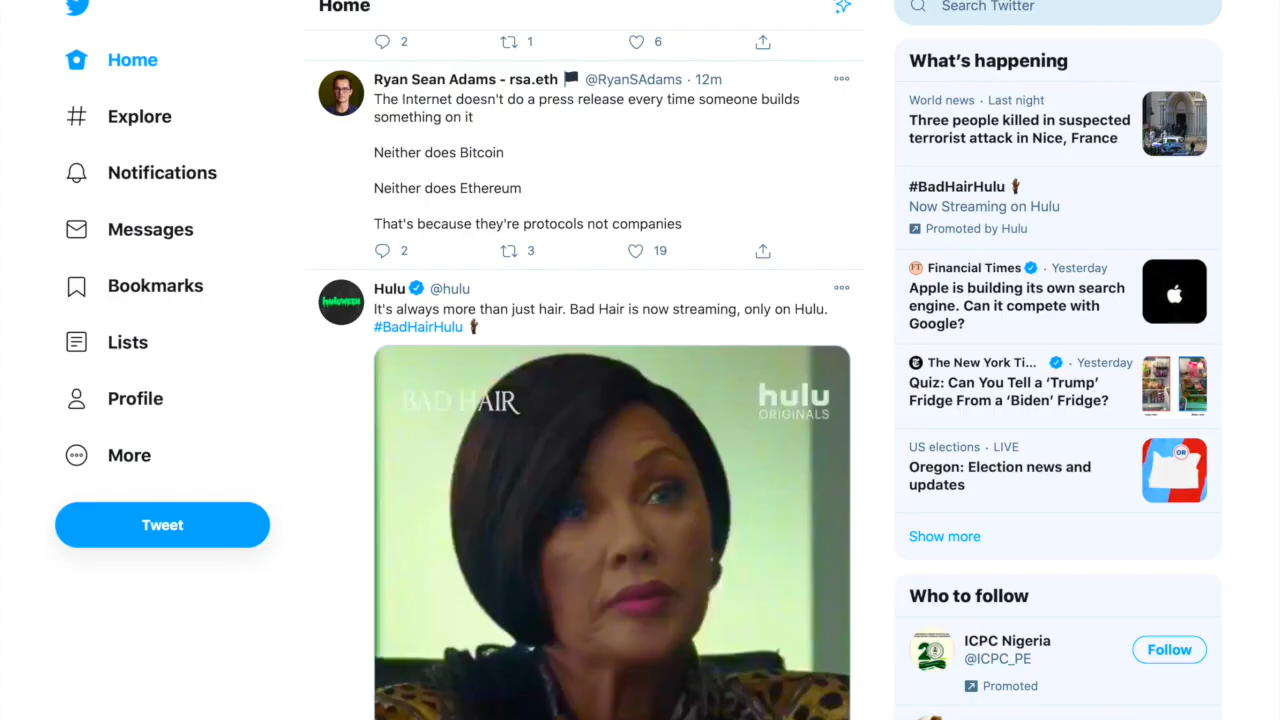 Home
Explore
Notifications
Messages
Bookmarks
Lists
Profile
More
Tweet
Home
2 1 6
Ryan Sean Adams - rsa.eth 🏴 @RyanSAdams · 12m
The Internet doesn't do a press release every time someone builds
something on it
Neither does Bitcoin
Neither does Ethereum
That's because they're protocols not companies
2 3 19
huluween
Hulu @hulu
It's always more than just hair. Bad Hair is now streaming, only on Hulu.
#BadHairHulu
BAD HAIR
hulu
ORIGINALS
Search Twitter
What's happening
World news · Last night
Three people killed in suspected
terrorist attack in Nice, France
#BadHairHulu
Now Streaming on Hulu
Promoted by Hulu
Financial Times · Yesterday
Apple is building its own search
engine. Can it compete with
Google?
The New York Ti... · Yesterday
Quiz: Can You Tell a ‘Trump’
Fridge From a ‘Biden’ Fridge?
US elections · LIVE
Oregon: Election news and
updates
OR
Show more
Who to follow
ICPC Nigeria
@ICPC_PE
Follow
Promoted